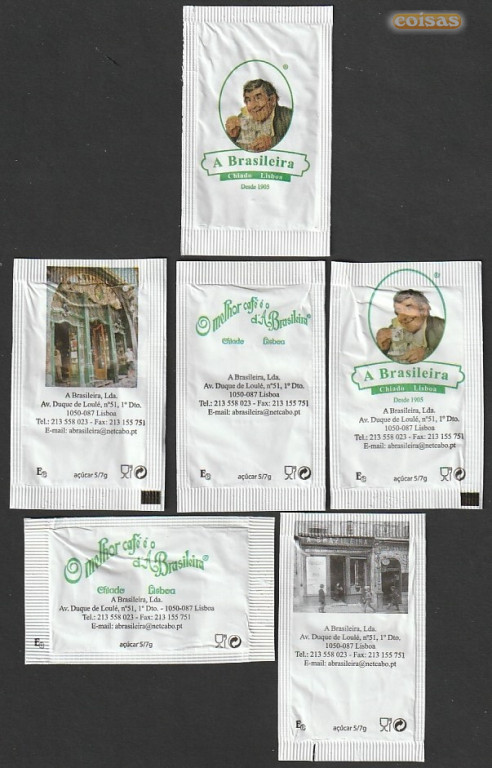 coisas
®
A Brasileira
Chiado Lisboa
Desde 1905
A Brasileira, Lda.
Av. Duque de Loulé, nº51, 1º Dto.
1050-087 Lisboa
Tel.: 213 558 023 - Fax: 213 155 751
E-mail: abrasileira@netcabo.pt
açúcar 5/7g
O melhor café é o
d'A Brasileira®
Chiado Lisboa
A Brasileira, Lda.
Av. Duque de Loulé, nº51, 1º Dto.
1050-087 Lisboa
Tel.: 213 558 023 - Fax: 213 155 751
E-mail: abrasileira@netcabo.pt
açúcar 5/7g
®
A Brasileira
Chiado Lisboa
Desde 1905
A Brasileira, Lda.
Av. Duque de Loulé, nº51, 1º Dto.
1050-087 Lisboa
Tel.: 213 558 023 - Fax: 213 155 751
E-mail: abrasileira@netcabo.pt
açúcar 5/7g
O melhor café é o
d'A Brasileira®
Chiado Lisboa
A Brasileira, Lda.
Av. Duque de Loulé, nº51, 1º Dto. - 1050-087 Lisboa
Tel.: 213 558 023 - Fax: 213 155 751
E-mail: abrasileira@netcabo.pt
açúcar 5/7g
A Brasileira, Lda.
Av. Duque de Loulé, nº51, 1º Dto.
1050-087 Lisboa
Tel.: 213 558 023 - Fax: 213 155 751
E-mail: abrasileira@netcabo.pt
açúcar 5/7g